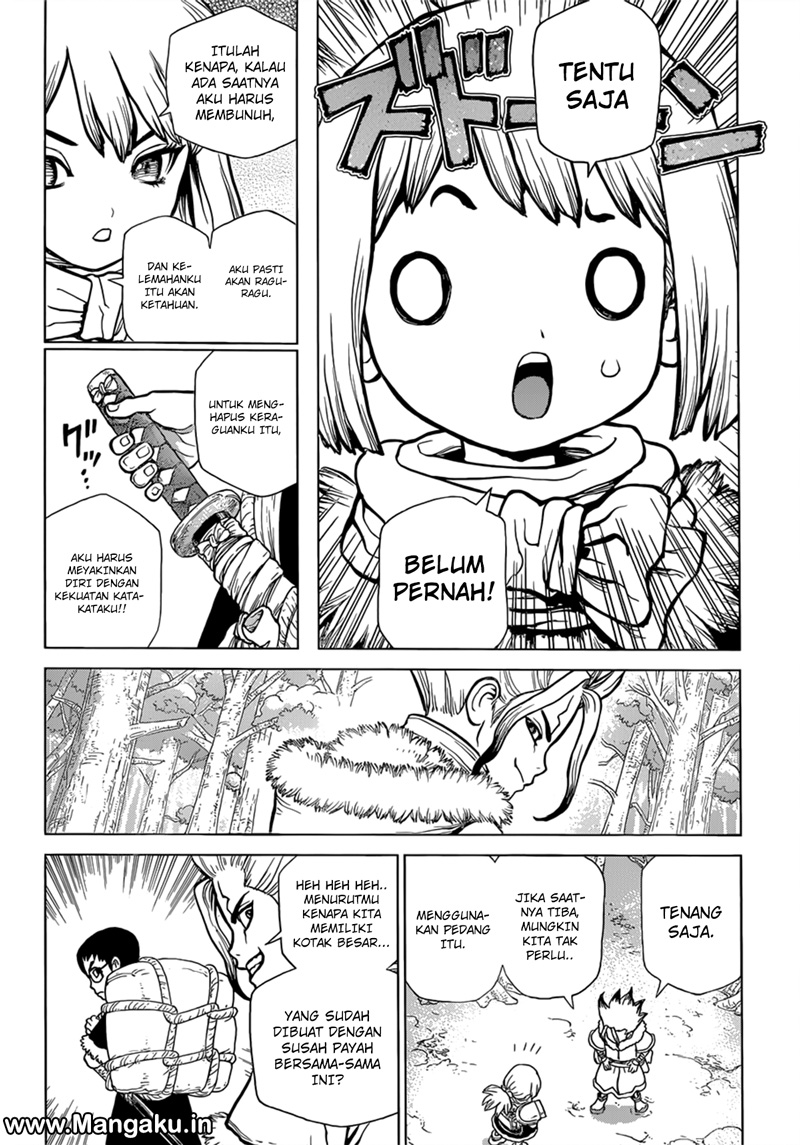 TENTU
SAJA
ズドーン
BELUM
PERNAH!
ITULAH
KENAPA, KALAU
ADA SAATNYA
AKU HARUS
MEMBUNUH,
AKU PASTI
AKAN RAGU-
RAGU.
DAN KE-
LEMAHANKU
ITU AKAN
KETAHUAN.
UNTUK MENG-
HAPUS KERA-
GUANKU ITU,
グッ…
AKU HARUS
MEYAKINKAN
DIRI DENGAN
KEKUATAN KATA-
KATAKU!!
TENANG
SAJA.
JIKA SAAT-
NYA TIBA,
MUNGKIN
KITA TAK
PERLU..
MENGGUNA-
KAN PEDANG
ITU.
HEH HEH HEH..
MENURUTMU
KENAPA KITA
MEMILIKI
KOTAK BESAR...
YANG SUDAH
DIBUAT DENGAN
SUSAH PAYAH
BERSAMA-SAMA
INI?
www.Mangaku.in